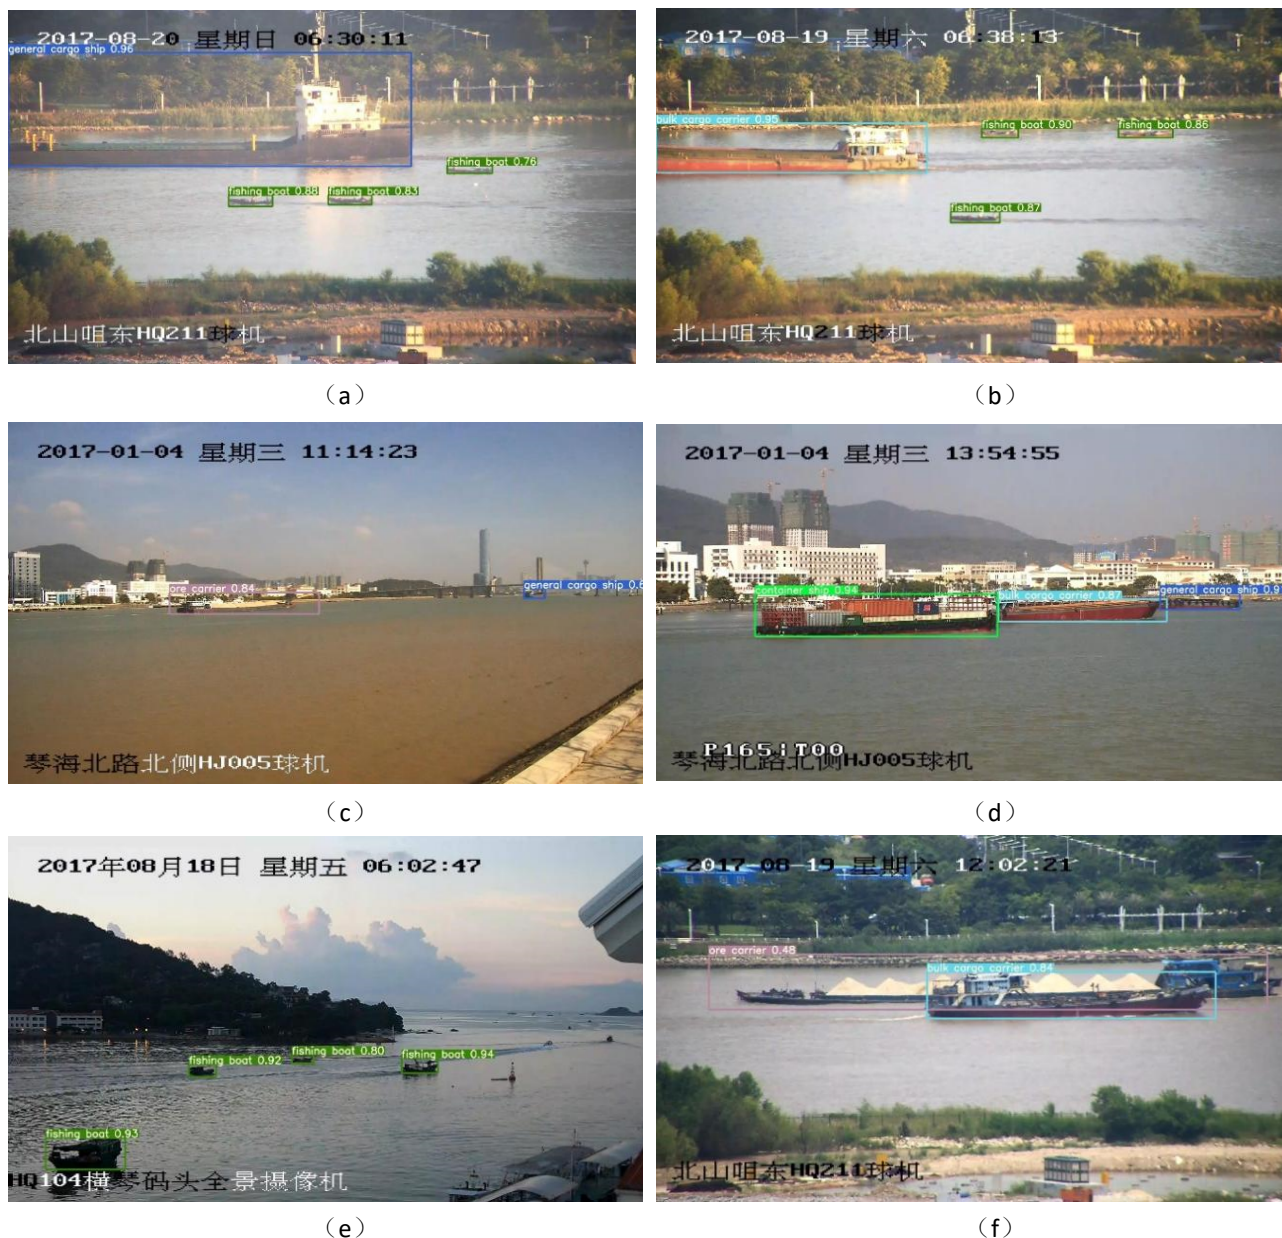 2017-08-20 星期日 06:30:11
general cargo ship 0.96
fishing boat 0.76
fishing boat 0.88
fishing boat 0.83
北山咀东HQ211球机
(a)
2017-08-19 星期六 06:38:13
bulk cargo carrier 0.95
fishing boat 0.90
fishing boat 0.86
fishing boat 0.87
北山咀东HQ211球机
(b)
2017-01-04 星期三 11:14:23
ore carrier 0.84
general cargo ship 0.
琴海北路北侧HJ005球机
(c)
2017-01-04 星期三 13:54:55
container ship 0.94
bulk cargo carrier 0.87
general cargo ship 0.9
P165:T00
琴海北路北侧HJ005球机
(d)
2017年08月18日 星期五 06:02:47
fishing boat 0.92
fishing boat 0.80
fishing boat 0.94
fishing boat 0.93
HQ104横琴码头全景摄像机
(e)
2017-08-19 星期六 12:02:21
ore carrier 0.48
bulk cargo carrier 0.84
北山咀东HQ211球机
(f)